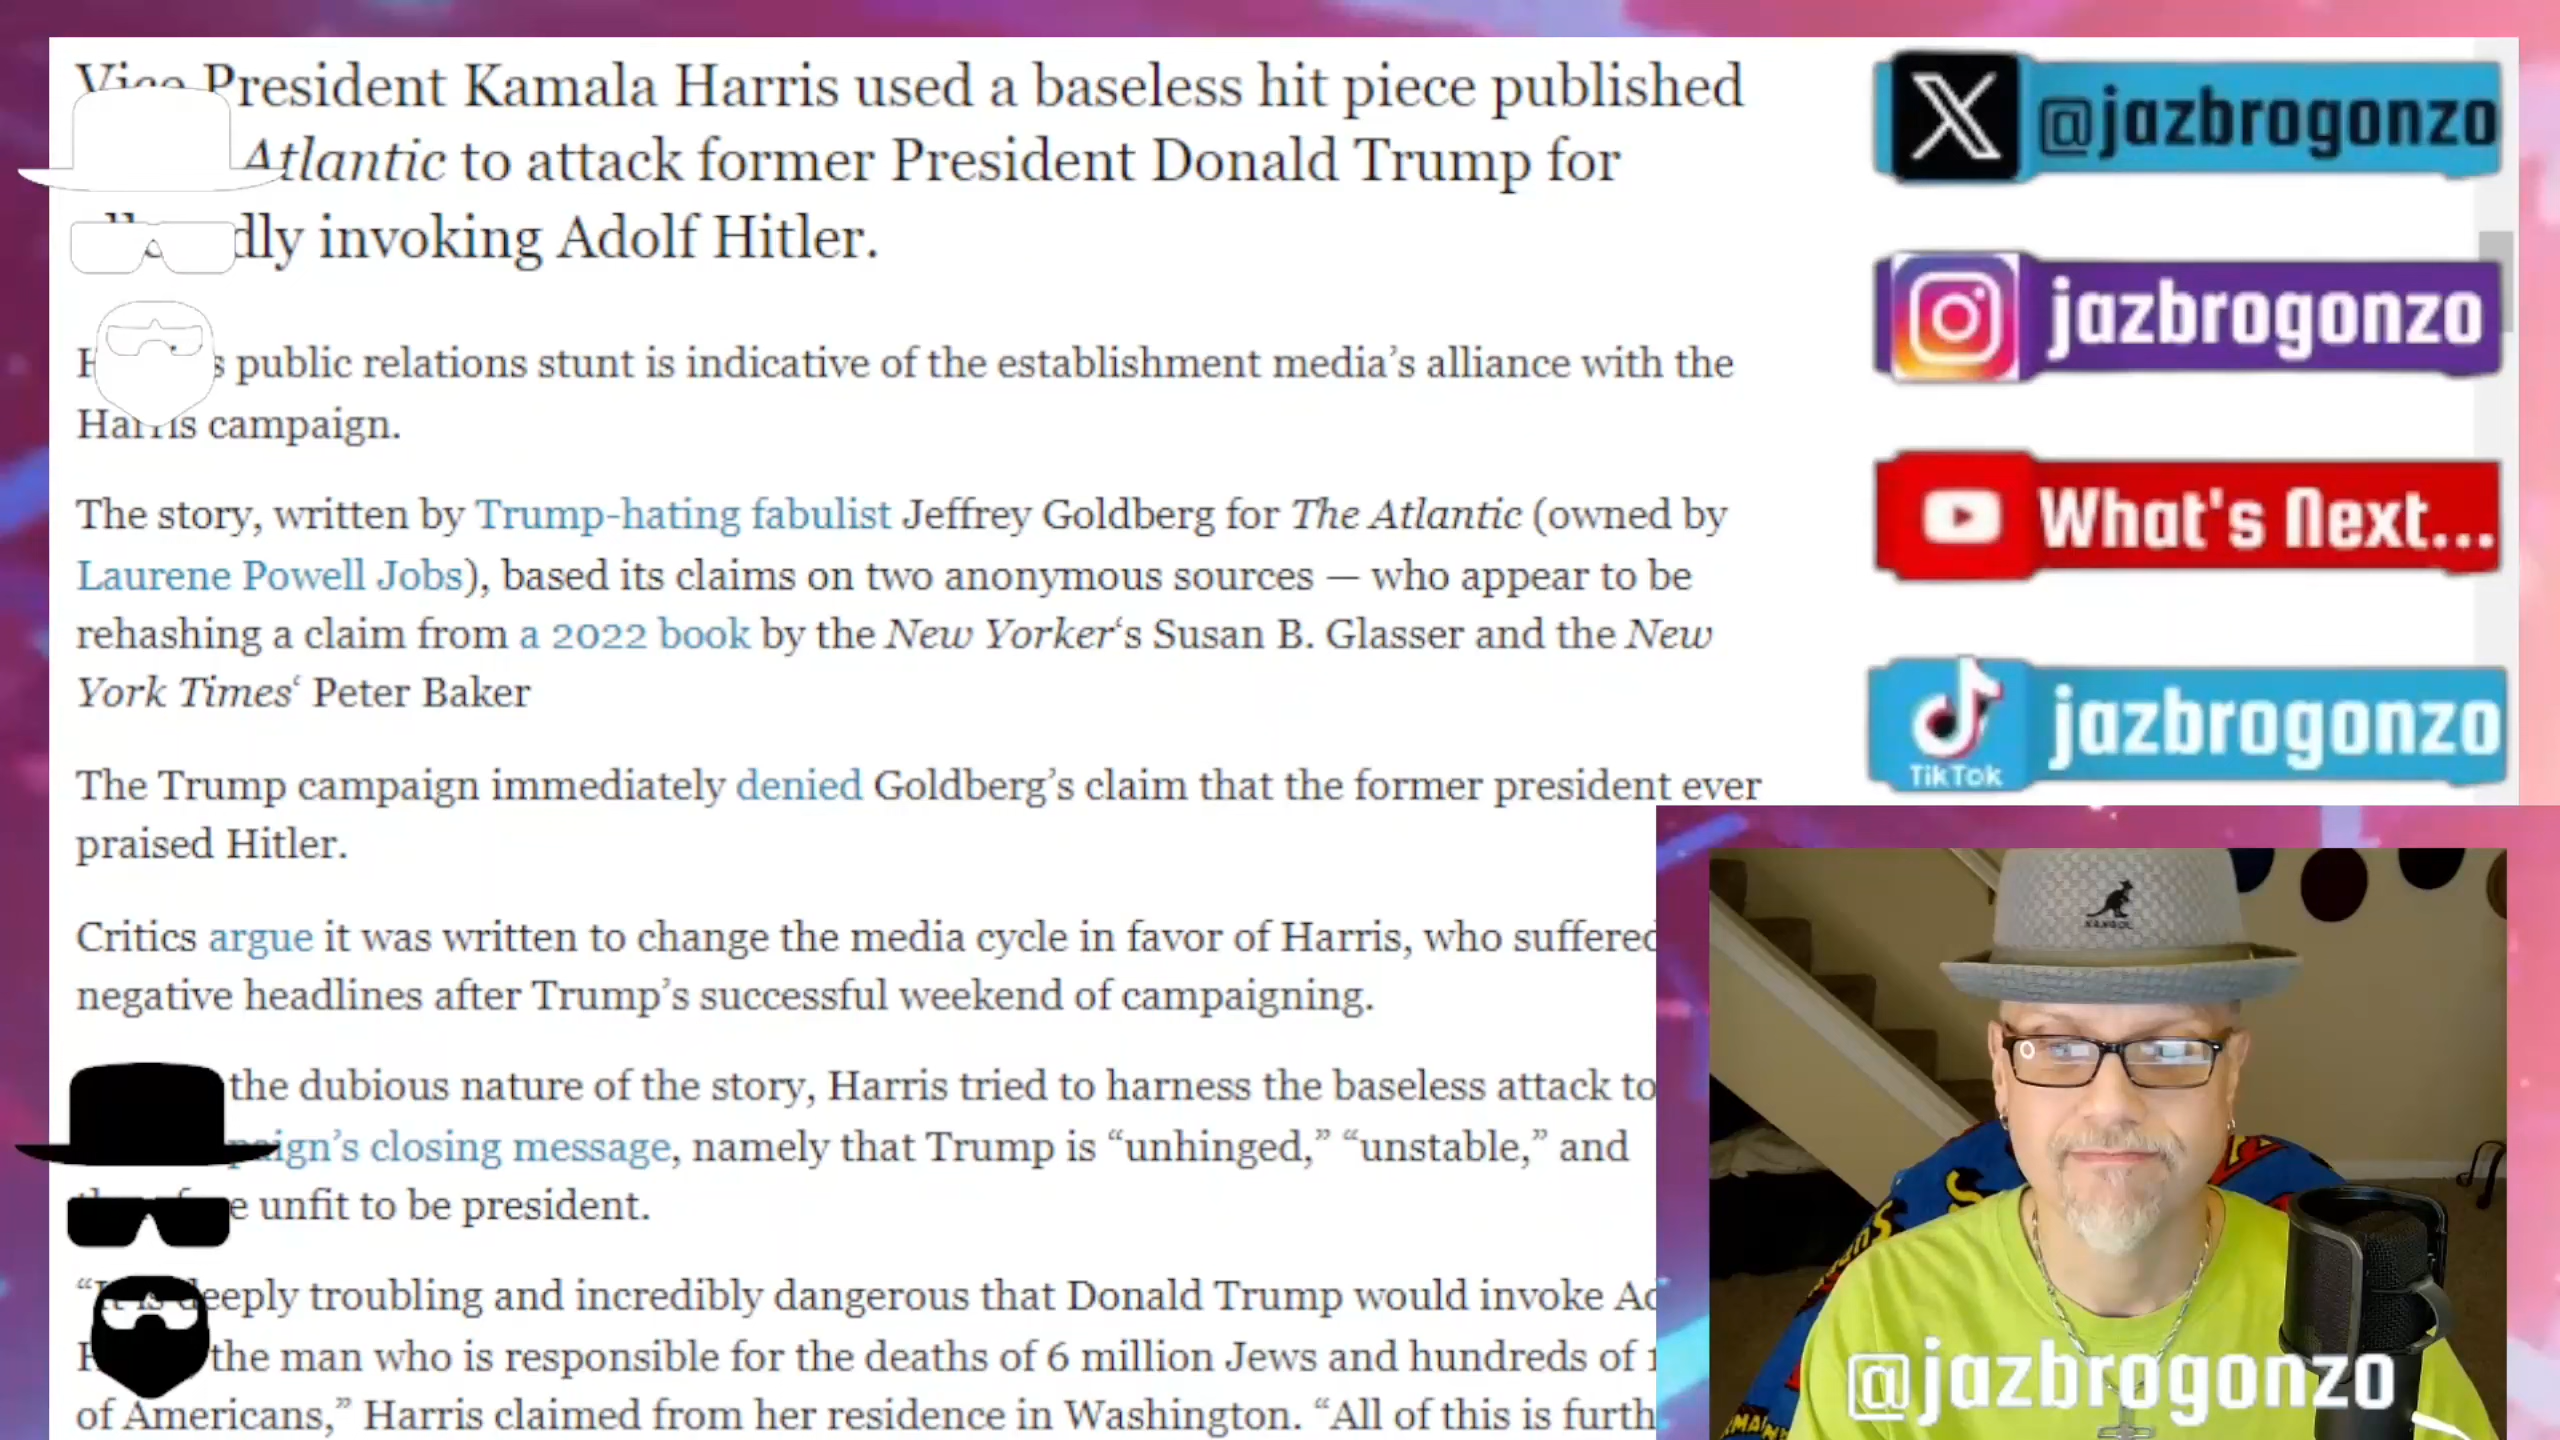 President Kamala Harris used a baseless hit piece published
Atlantic to attack former President Donald Trump for
invoking Adolf Hitler.
public relations stunt is indicative of the establishment media’s alliance with the
Harris campaign.
The story, written by Trump-hating fabulist Jeffrey Goldberg for The Atlantic (owned by
Laurene Powell Jobs), based its claims on two anonymous sources — who appear to be
rehashing a claim from a 2022 book by the New Yorker‘s Susan B. Glasser and the New
York Times‘ Peter Baker
The Trump campaign immediately denied Goldberg’s claim that the former president ever
praised Hitler.
Critics argue it was written to change the media cycle in favor of Harris, who suffered
negative headlines after Trump’s successful weekend of campaigning.
the dubious nature of the story, Harris tried to harness the baseless attack to
closing message, namely that Trump is “unhinged,” “unstable,” and
unfit to be president.
“It is deeply troubling and incredibly dangerous that Donald Trump would invoke
the man who is responsible for the deaths of 6 million Jews and hundreds of
of Americans,” Harris claimed from her residence in Washington. “All of this is
@jazbrogonzo
jazbrogonzo
What's Next...
TikTok
jazbrogonzo
KANGOL
@jazbrogonzo